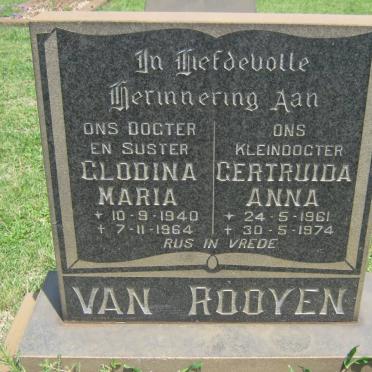 In Liefdevolle
Herinnering Aan
ONS DOGTER
EN SUSTER
GLODINA
MARIA
+ 10-9-1940
+ 7-11-1964
ONS
KLEINDOGTER
GERTRUIDA
ANNA
+ 24-5-1961
+ 30-5-1974
RUS IN VREDE
VAN ROOYEN